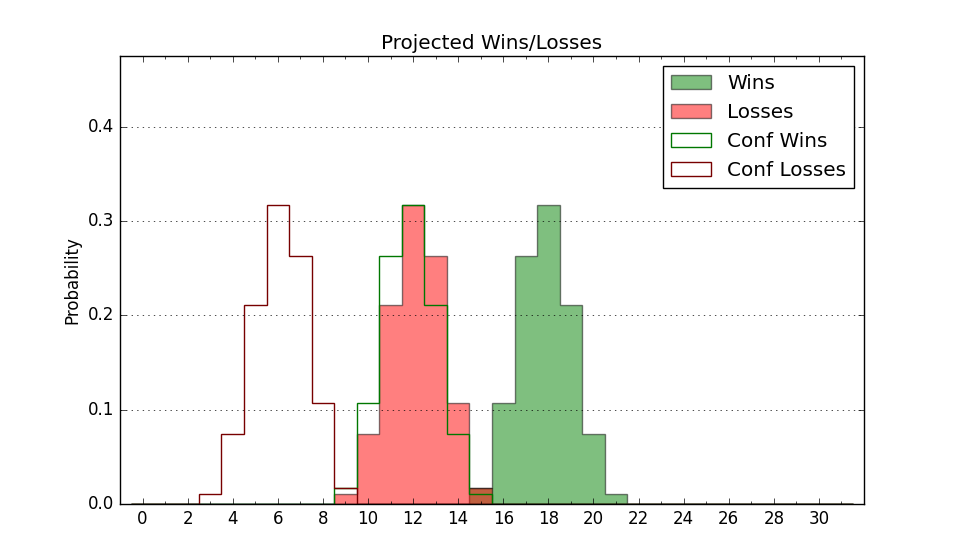 Projected Wins/Losses
Wins
Losses
Conf Wins
Conf Losses
Probability
0.4
0.3
0.2
0.1
0.0
0 2 4 6 8 10 12 14 16 18 20 22 24 26 28 30